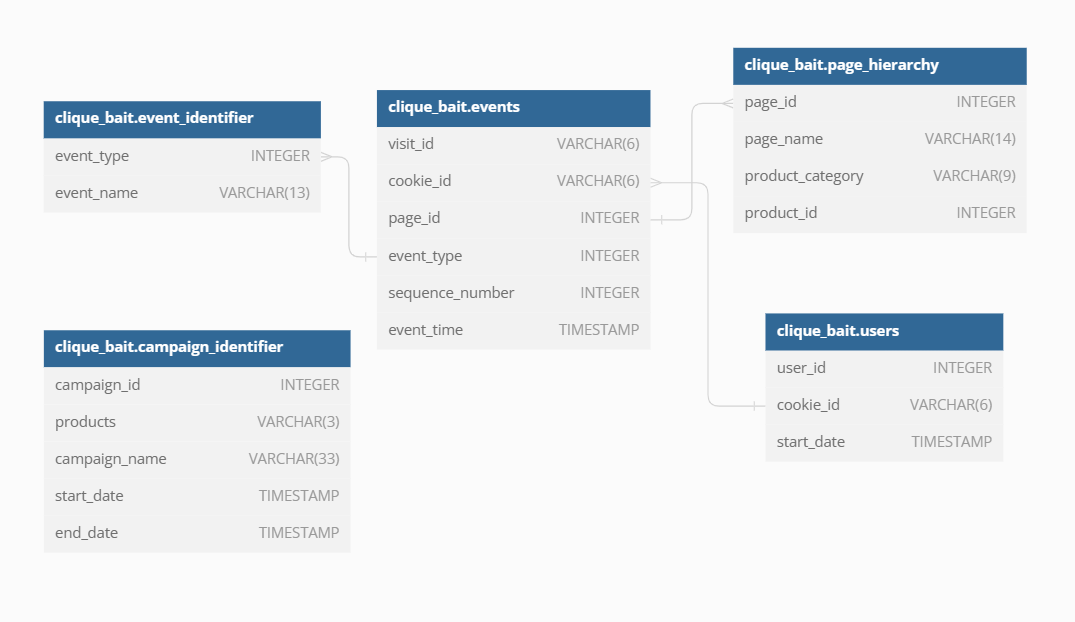 clique_bait.event_identifier
event_type INTEGER
event_name VARCHAR(13)
clique_bait.campaign_identifier
campaign_id INTEGER
products VARCHAR(3)
campaign_name VARCHAR(33)
start_date TIMESTAMP
end_date TIMESTAMP
clique_bait.events
visit_id VARCHAR(6)
cookie_id VARCHAR(6)
page_id INTEGER
event_type INTEGER
sequence_number INTEGER
event_time TIMESTAMP
clique_bait.page_hierarchy
page_id INTEGER
page_name VARCHAR(14)
product_category VARCHAR(9)
product_id INTEGER
clique_bait.users
user_id INTEGER
cookie_id VARCHAR(6)
start_date TIMESTAMP